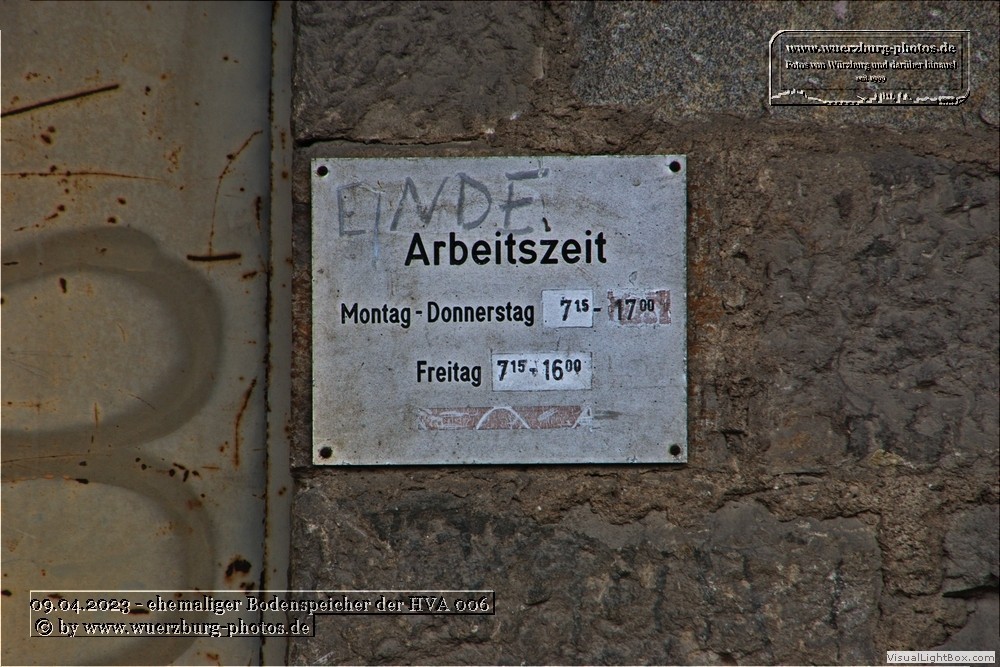 www.wuerzburg-photos.de
Fotos von Würzburg und darüber hinaus!
seit 1999
EINDE
Arbeitszeit
Montag - Donnerstag 7¹⁵ - 17⁰⁰
Freitag 7¹⁵ - 16⁰⁰
09.04.2023 - ehemaliger Bodenspeicher der HVA 006
© by www.wuerzburg-photos.de
VisualLightBox.com